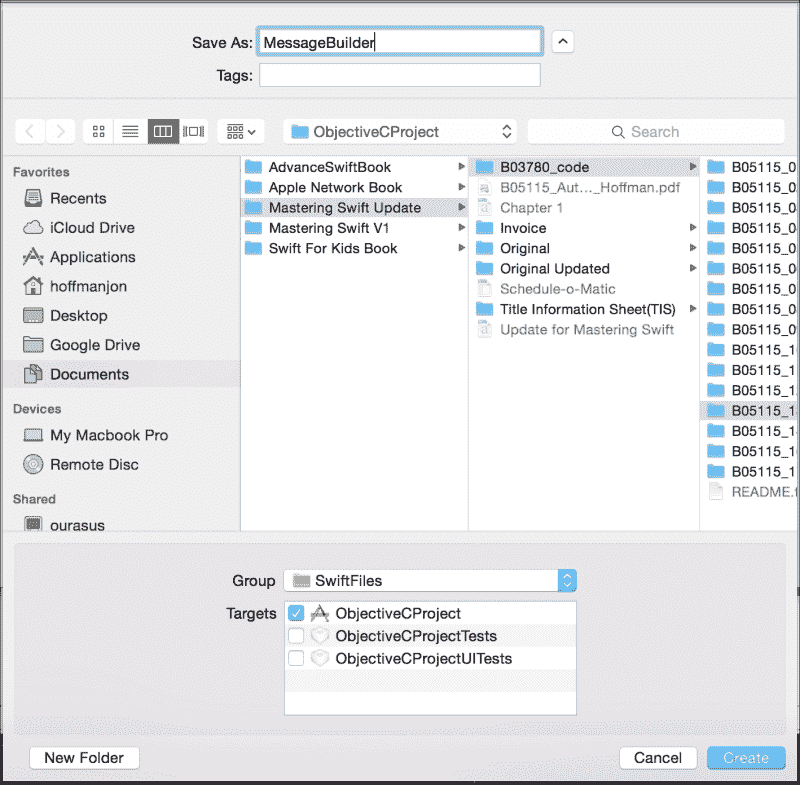 Save As: MessageBuilder
Tags:
ObjectiveCProject
Search
Favorites
Recents
iCloud Drive
Applications
hoffmanjon
Desktop
Google Drive
Documents
Devices
My Macbook Pro
Remote Disc
Shared
ourasus
AdvanceSwiftBook
Apple Network Book
Mastering Swift Update
Mastering Swift V1
Swift For Kids Book
B03780_code
B05115_Aut…_Hoffman.pdf
Chapter 1
Invoice
Original
Original Updated
Schedule-o-Matic
Title Information Sheet(TIS)
Update for Mastering Swift
B05115_0
B05115_0
B05115_0
B05115_0
B05115_0
B05115_0
B05115_0
B05115_0
B05115_0
B05115_1
B05115_1
B05115_1
B05115_1
B05115_1
B05115_1
B05115_1
README.
Group SwiftFiles
Targets ObjectiveCProject
ObjectiveCProjectTests
ObjectiveCProjectUITests
New Folder
Cancel
Create